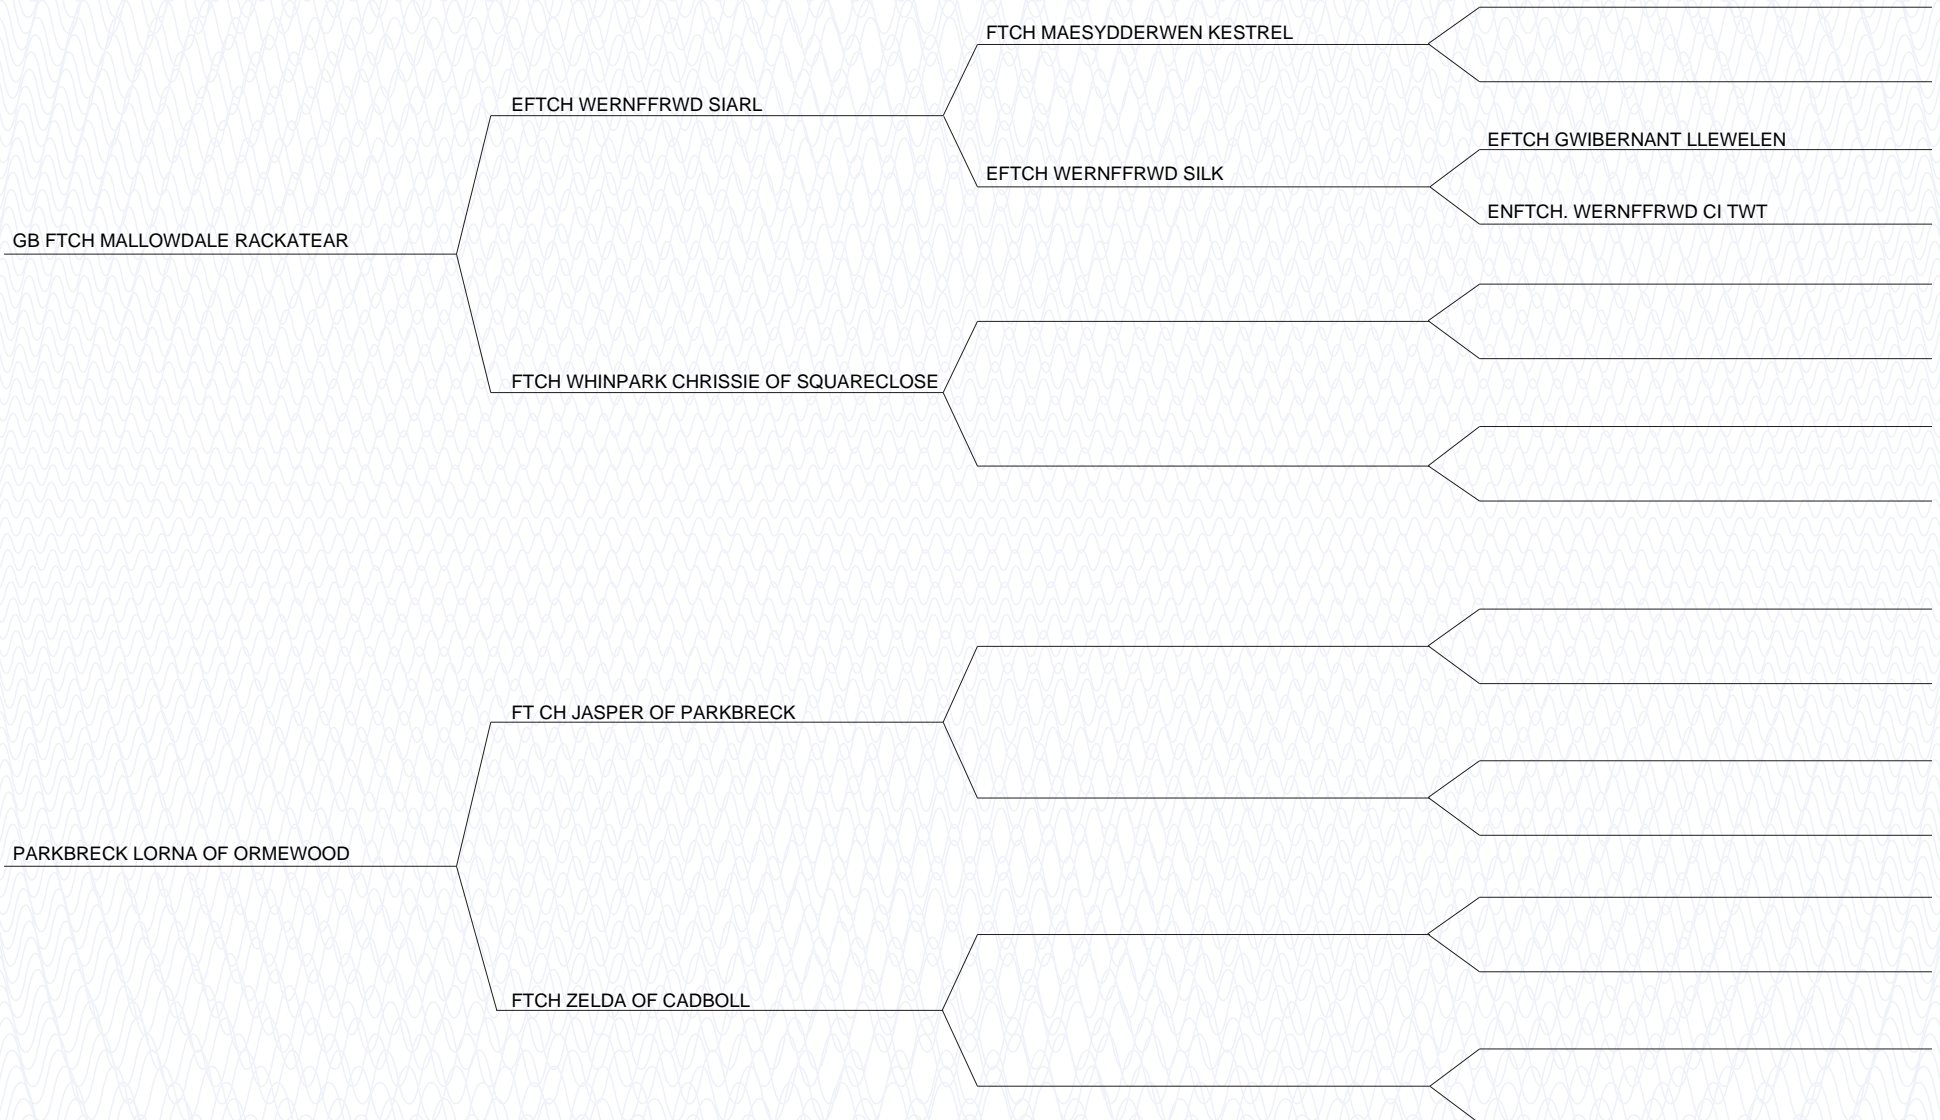 FTCH MAESYDDERWEN KESTREL
EFTCH WERNFFRWD SIARL
EFTCH GWIBERNANT LLEWELEN
EFTCH WERNFFRWD SILK
ENFTCH. WERNFFRWD CI TWT
GB FTCH MALLOWDALE RACKATEAR
FTCH WHINPARK CHRISSIE OF SQUARECLOSE
FT CH JASPER OF PARKBRECK
PARKBRECK LORNA OF ORMEWOOD
FTCH ZELDA OF CADBOLL